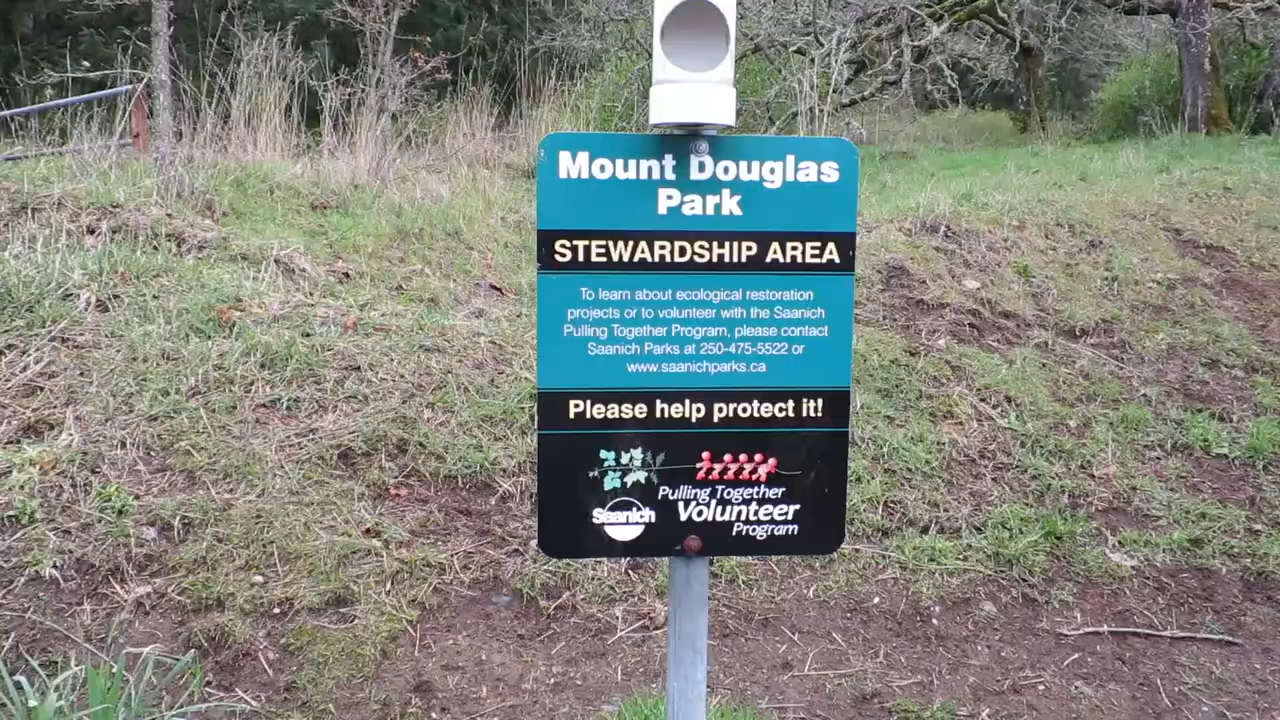 Mount Douglas
Park
STEWARDSHIP AREA
To learn about ecological restoration
projects or to volunteer with the Saanich
Pulling Together Program, please contact
Saanich Parks at 250-475-5522 or
www.saanichparks.ca
Please help protect it!
Saanich
Pulling Together
Volunteer
Program